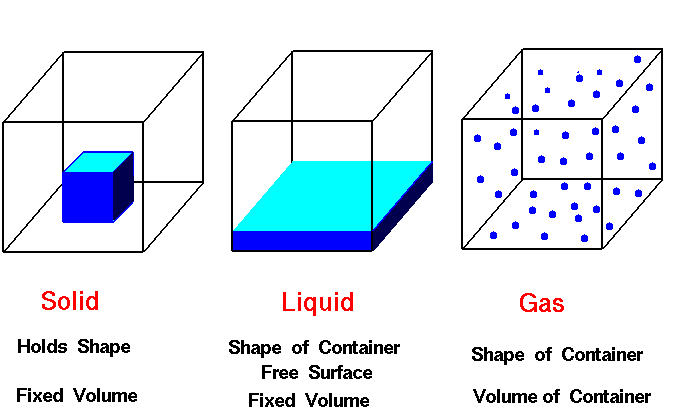 Solid
Holds Shape
Fixed Volume
Liquid
Shape of Container
Free Surface
Fixed Volume
Gas
Shape of Container
Volume of Container